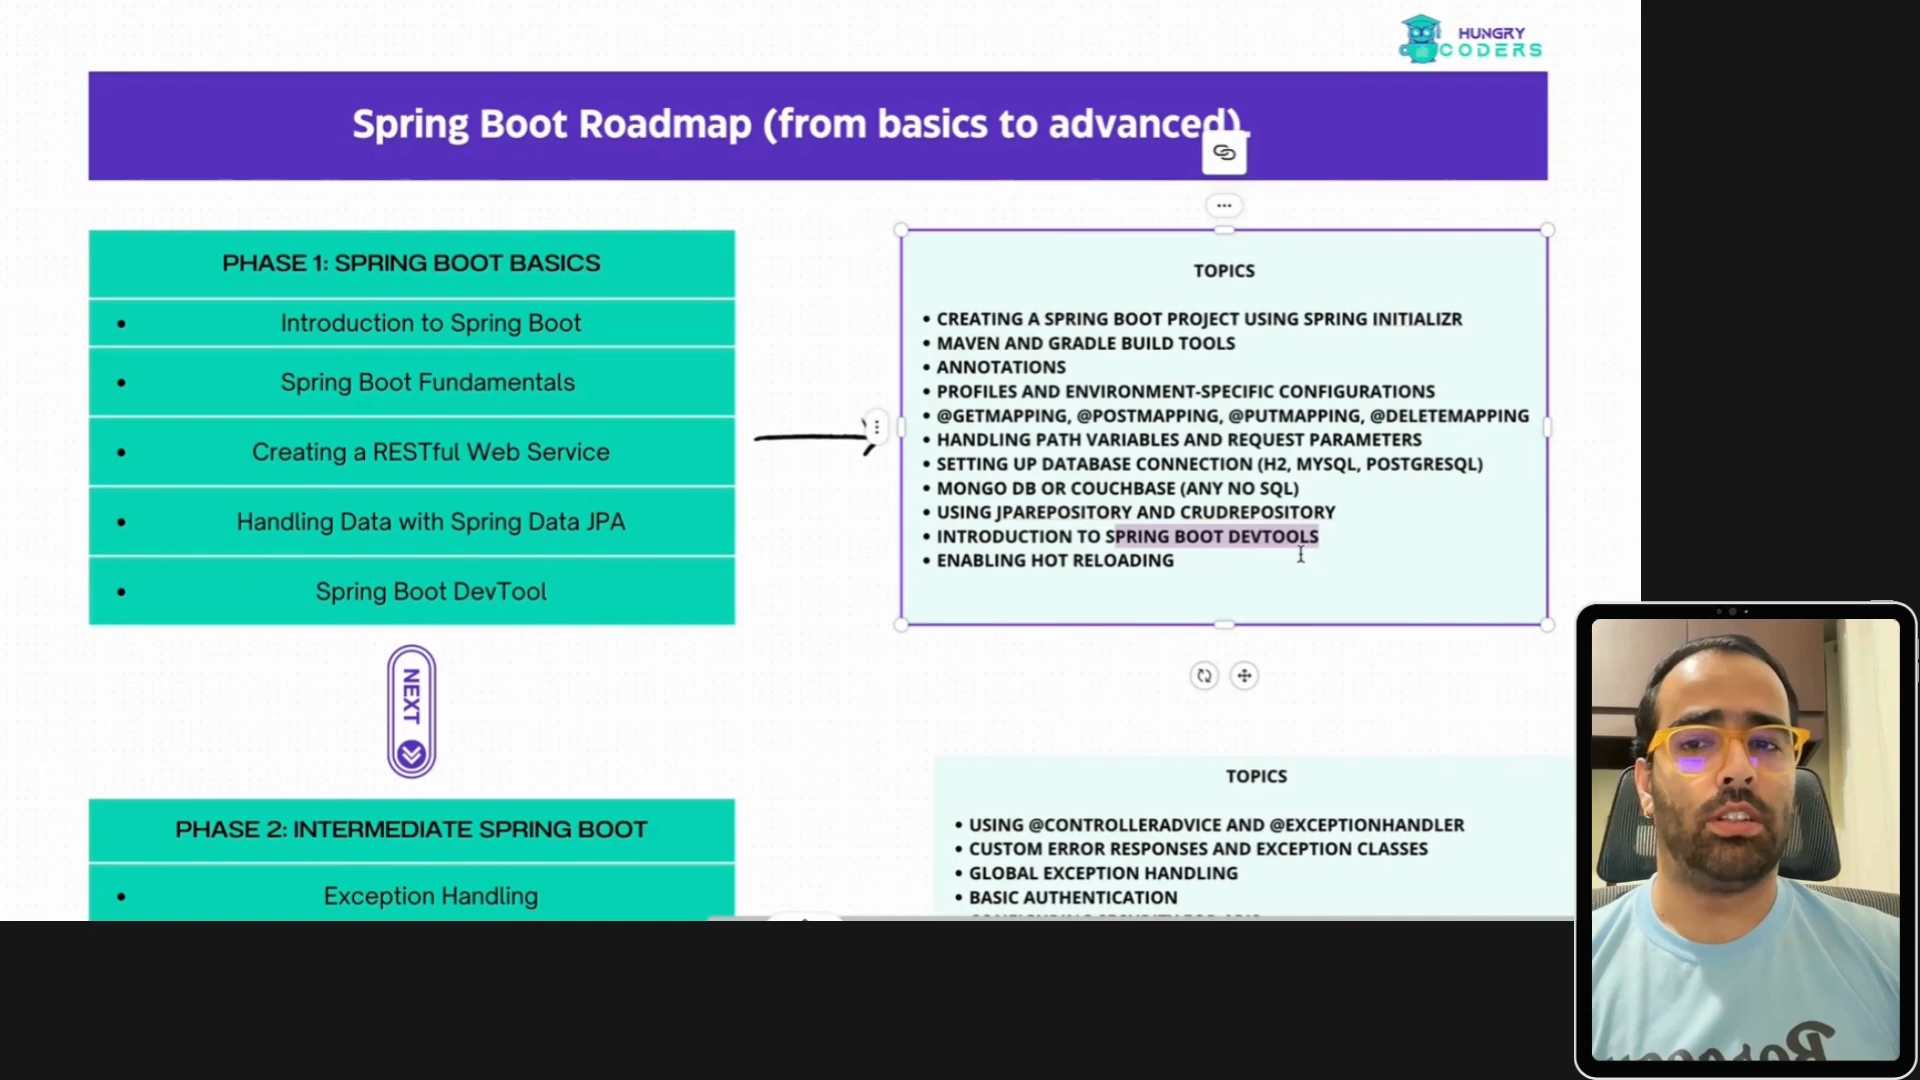 HUNGRY
CODERS
Spring Boot Roadmap (from basics to advanced).
PHASE 1: SPRING BOOT BASICS
• Introduction to Spring Boot
• Spring Boot Fundamentals
• Creating a RESTful Web Service
• Handling Data with Spring Data JPA
• Spring Boot DevTool
TOPICS
• CREATING A SPRING BOOT PROJECT USING SPRING INITIALIZR
• MAVEN AND GRADLE BUILD TOOLS
• ANNOTATIONS
• PROFILES AND ENVIRONMENT-SPECIFIC CONFIGURATIONS
• @GETMAPPING, @POSTMAPPING, @PUTMAPPING, @DELETEMAPPING
• HANDLING PATH VARIABLES AND REQUEST PARAMETERS
• SETTING UP DATABASE CONNECTION (H2, MYSQL, POSTGRESQL)
• MONGO DB OR COUCHBASE (ANY NO SQL)
• USING JPAREPOSITORY AND CRUDREPOSITORY
• INTRODUCTION TO SPRING BOOT DEVTOOLS
• ENABLING HOT RELOADING
NEXT
PHASE 2: INTERMEDIATE SPRING BOOT
• Exception Handling
TOPICS
• USING @CONTROLLERADVICE AND @EXCEPTIONHANDLER
• CUSTOM ERROR RESPONSES AND EXCEPTION CLASSES
• GLOBAL EXCEPTION HANDLING
• BASIC AUTHENTICATION